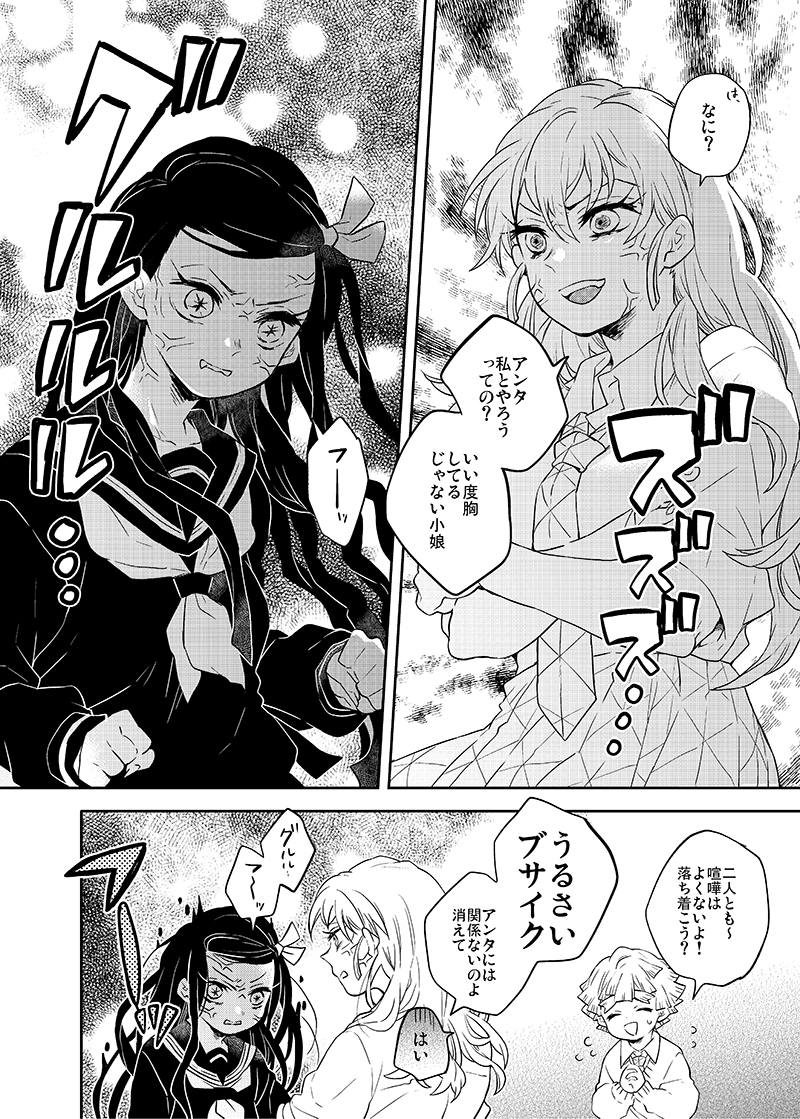 は、
なに？
アンタ
私とやろう
っての？
いい度胸
してる
じゃない小娘
ズズズ…
グルルルル…
フーッ
二人とも～
喧嘩は
よくないよ！
落ち着こう？
うるさい
ブサイク
アンタには
関係ないのよ
消えて
はい
グルル
ア～ッ